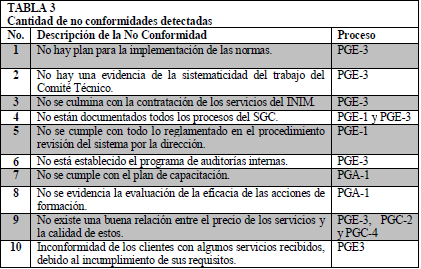 TABLA 3
Cantidad de no conformidades detectadas
No. Descripción de la No Conformidad Proceso
1 No hay plan para la implementación de las normas. PGE-3
2 No hay una evidencia de la sistematicidad del trabajo del PGE-3
Comité Técnico.
3 No se culmina con la contratación de los servicios del INIM. PGE-3
4 No están documentados todos los procesos del SGC. PGE-1 y PGE-3
5 No se cumple con todo lo reglamentado en el procedimiento PGE-1
revisión del sistema por la dirección.
6 No está establecido el programa de auditorías internas. PGE-3
7 No se cumple con el plan de capacitación. PGA-1
8 No se evidencia la evaluación de la eficacia de las acciones de PGA-1
formación.
9 No existe una buena relación entre el precio de los servicios y PGE-3, PGC-2
la calidad de estos. y PGC-4
10 Inconformidad de los clientes con algunos servicios recibidos, PGE3
debido al incumplimiento de sus requisitos.